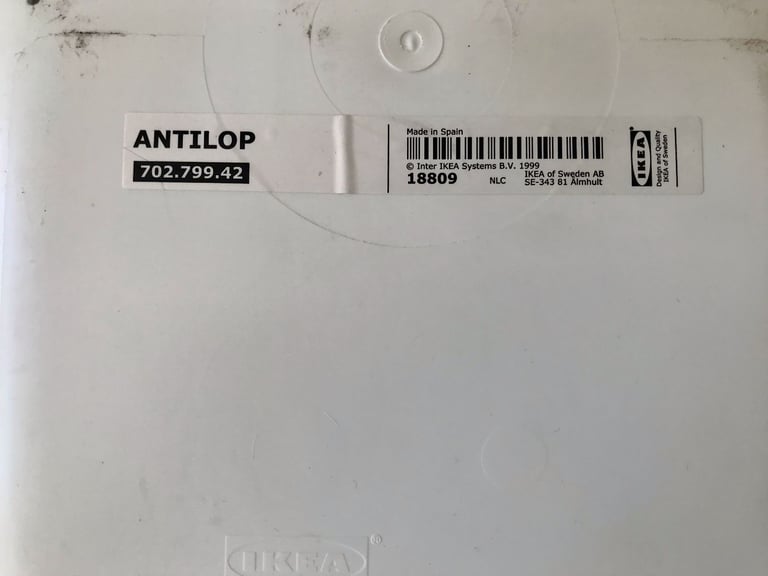 ANTILOP
702.799.42
Made in Spain
© Inter IKEA Systems B.V. 1999
18809
NLC
IKEA of Sweden AB
SE-343 81 Älmhult
IKEA
Design and Quality
IKEA of Sweden
IKEA®